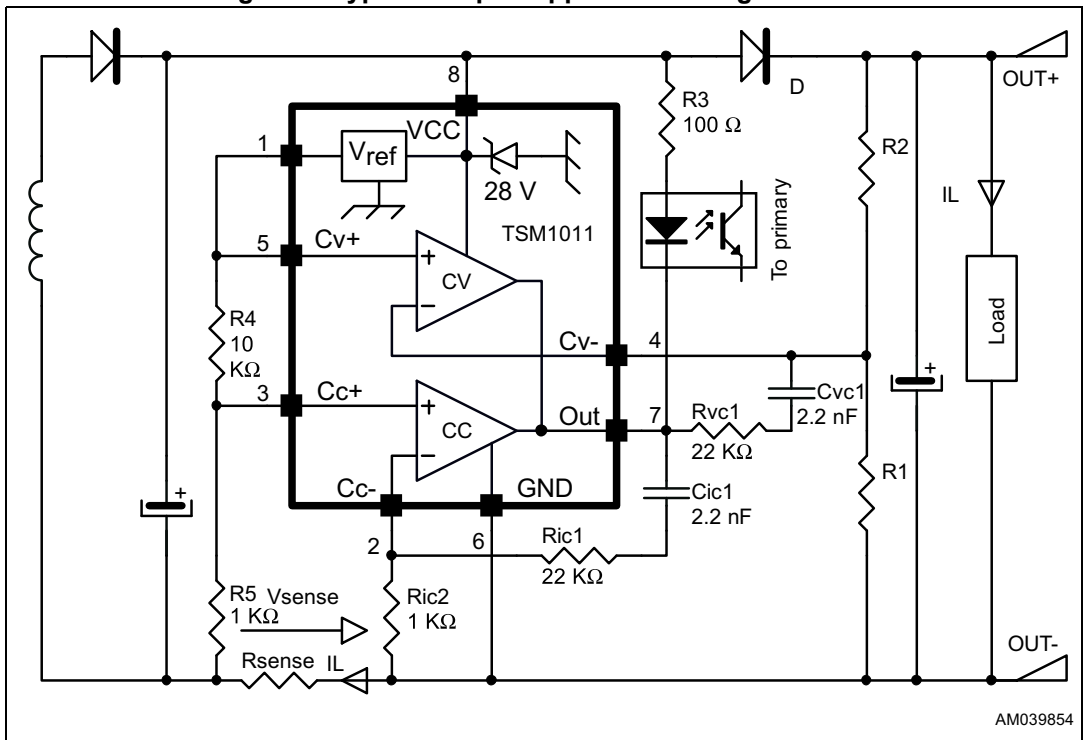 OUT+
D
8
R3
100 Ω
VCC
1
Vref
R2
28 V
IL
TSM1011
To primary
5
Cv+
+
CV
−
R4
10
KΩ
Load
Cv-
4
+
3
Cc+
+
CC
−
Out
7
Rvc1
22 KΩ
Cvc1
2.2 nF
Cc-
GND
R1
+
Cic1
2.2 nF
2
6
Ric1
22 KΩ
R5
1 KΩ
Vsense
Ric2
1 KΩ
Rsense
IL
OUT-
AM039854